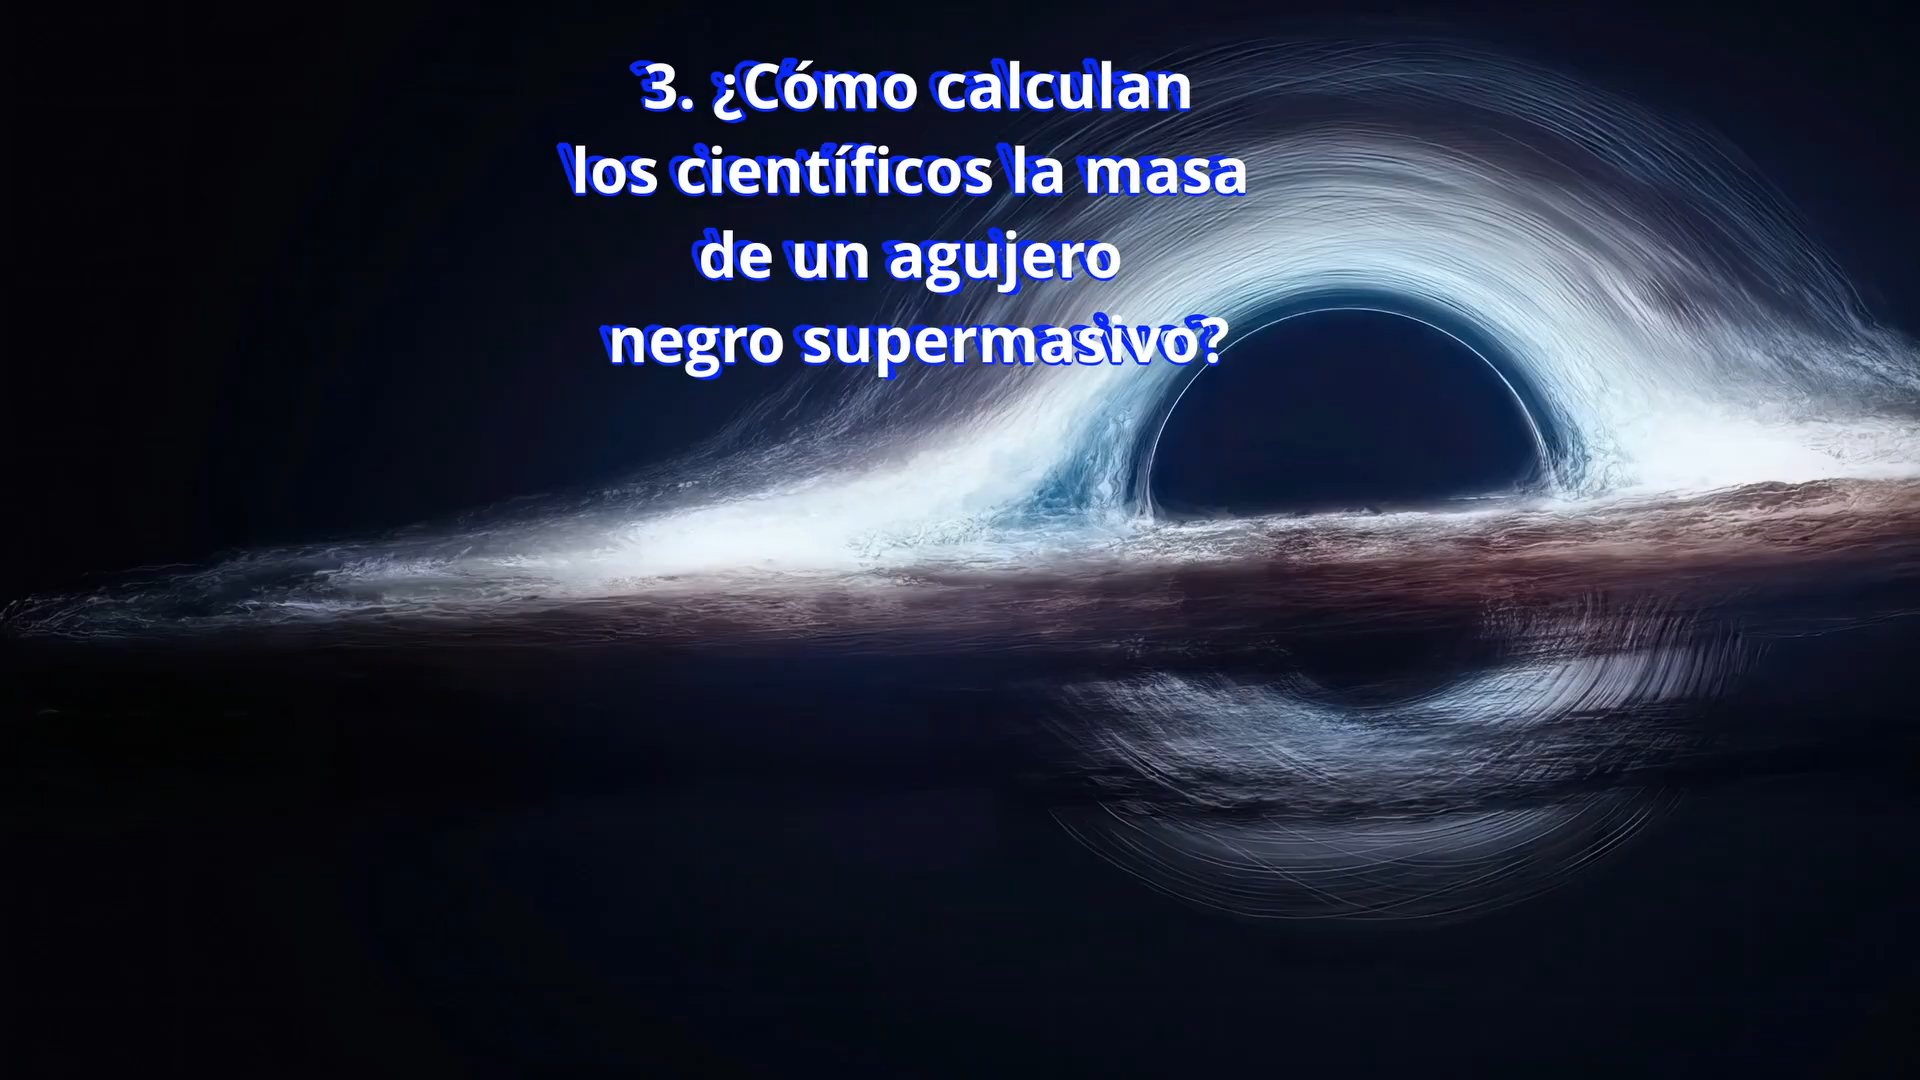 3. ¿Cómo calculan
los científicos la masa
de un agujero
negro supermasivo?